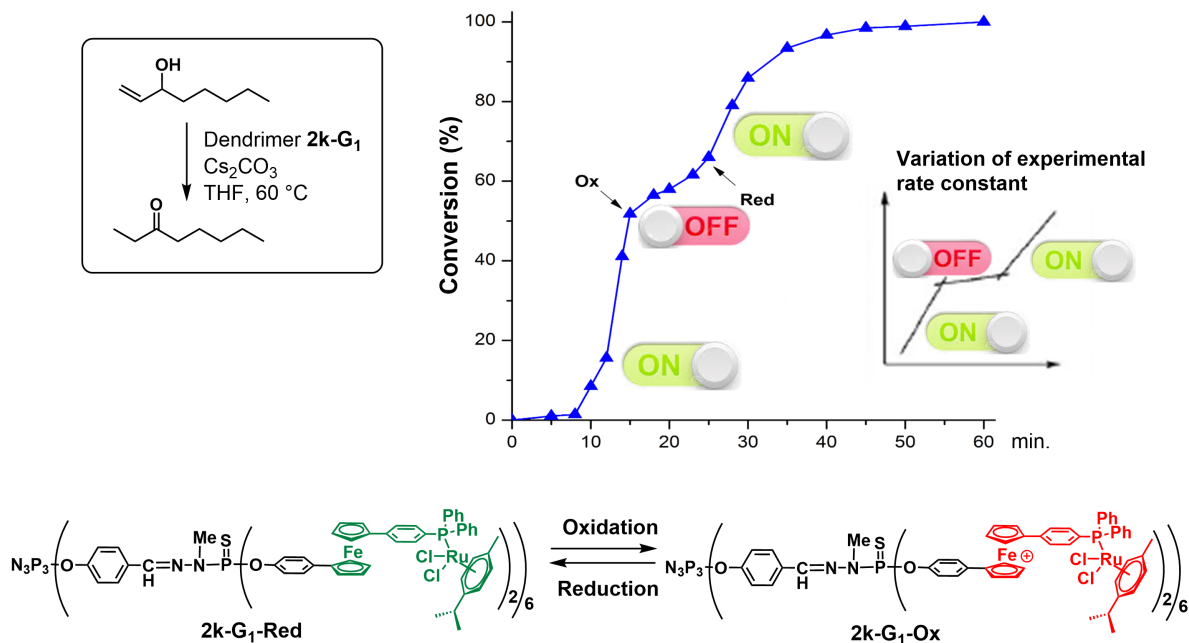 OH
Dendrimer 2k-G₁
Cs₂CO₃
THF, 60 °C
O
Conversion (%)
100
80
60
40
20
0
0 10 20 30 40 50 60 min.
Ox
Red
ON
OFF
ON
Variation of experimental
rate constant
OFF
ON
ON
N₃P₃
O
C
H
N
N
Me
S
P
O
Fe
Ph
P
Ph
Cl
Ru
Cl
2
6
2k-G₁-Red
Oxidation
Reduction
N₃P₃
O
C
H
N
N
Me
S
P
O
Fe
+
Ph
P
Ph
Cl
Ru
Cl
2
6
2k-G₁-Ox